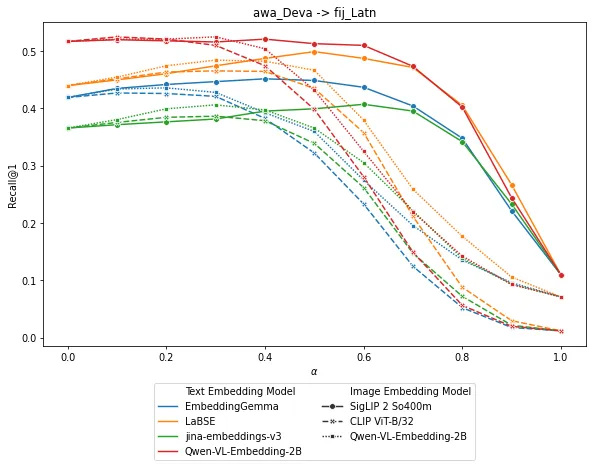 awa_Deva -> fij_Latn
Recall@1
0.5
0.4
0.3
0.2
0.1
0.0
0.0 0.2 0.4 0.6 0.8 1.0
α
Text Embedding Model
EmbeddingGemma
LaBSE
jina-embeddings-v3
Qwen-VL-Embedding-2B
Image Embedding Model
SigLIP 2 So400m
CLIP ViT-B/32
Qwen-VL-Embedding-2B